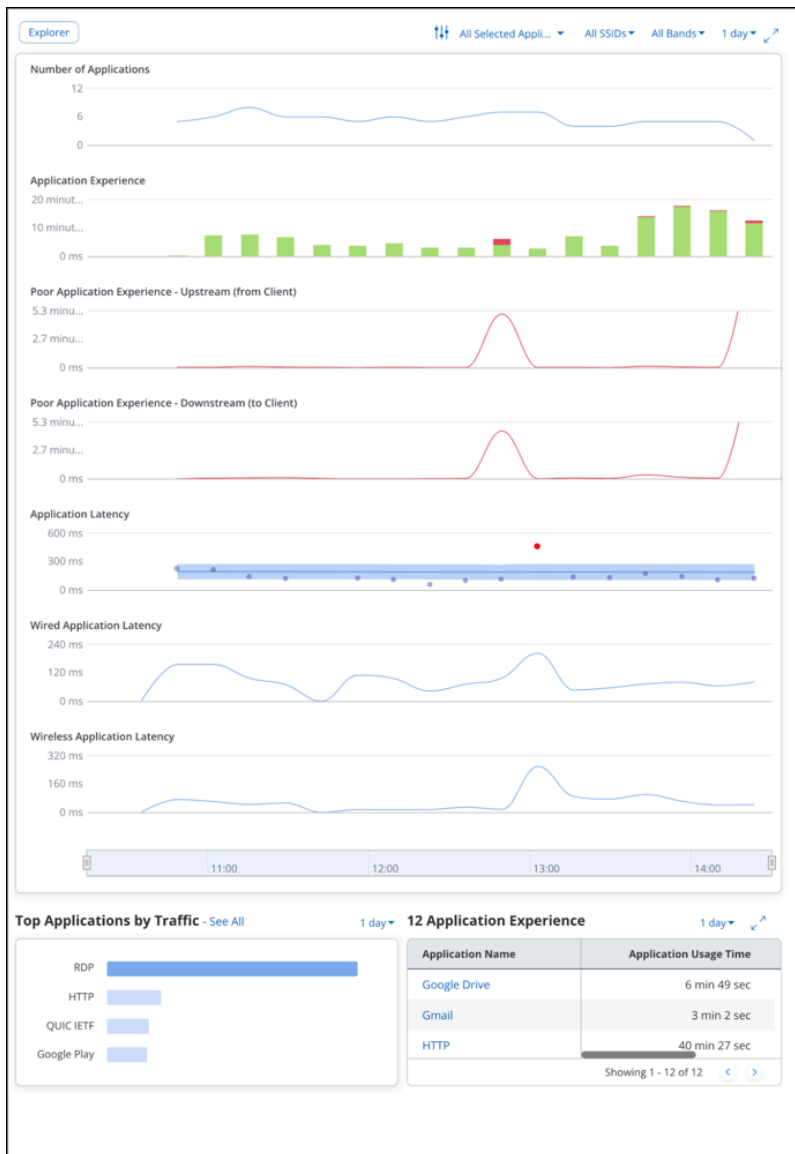 Explorer
All Selected Appli... All SSIDs All Bands 1 day
Number of Applications
12
6
0
Application Experience
20 minut...
10 minut...
0 ms
Poor Application Experience - Upstream (from Client)
5.3 minu...
2.7 minu...
0 ms
Poor Application Experience - Downstream (to Client)
5.3 minu...
2.7 minu...
0 ms
Application Latency
600 ms
300 ms
0 ms
Wired Application Latency
240 ms
120 ms
0 ms
Wireless Application Latency
320 ms
160 ms
0 ms
11:00 12:00 13:00 14:00
Top Applications by Traffic - See All 1 day
RDP
HTTP
QUIC IETF
Google Play
12 Application Experience 1 day
Application Name Application Usage Time
Google Drive 6 min 49 sec
Gmail 3 min 2 sec
HTTP 40 min 27 sec
Showing 1 - 12 of 12